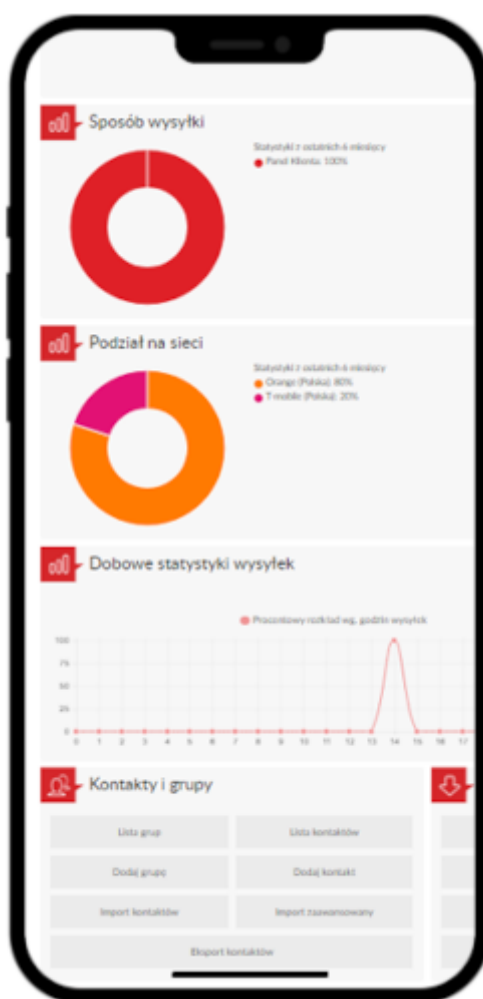 Sposób wysyłki
Statystyki z ostatnich 6 miesięcy
Panel Klienta: 100%
Podział na sieci
Statystyki z ostatnich 6 miesięcy
Orange (Polska): 80%
T-mobile (Polska): 20%
Dobowe statystyki wysyłek
Procentowy rozkład wg. godzin wysyłek
100
75
50
25
0
0 1 2 3 4 5 6 7 8 9 10 11 12 13 14 15 16 17
Kontakty i grupy
Lista grup Lista kontaktów
Dodaj grupę Dodaj kontakt
Import kontaktów Import zaawansowany
Eksport kontaktów